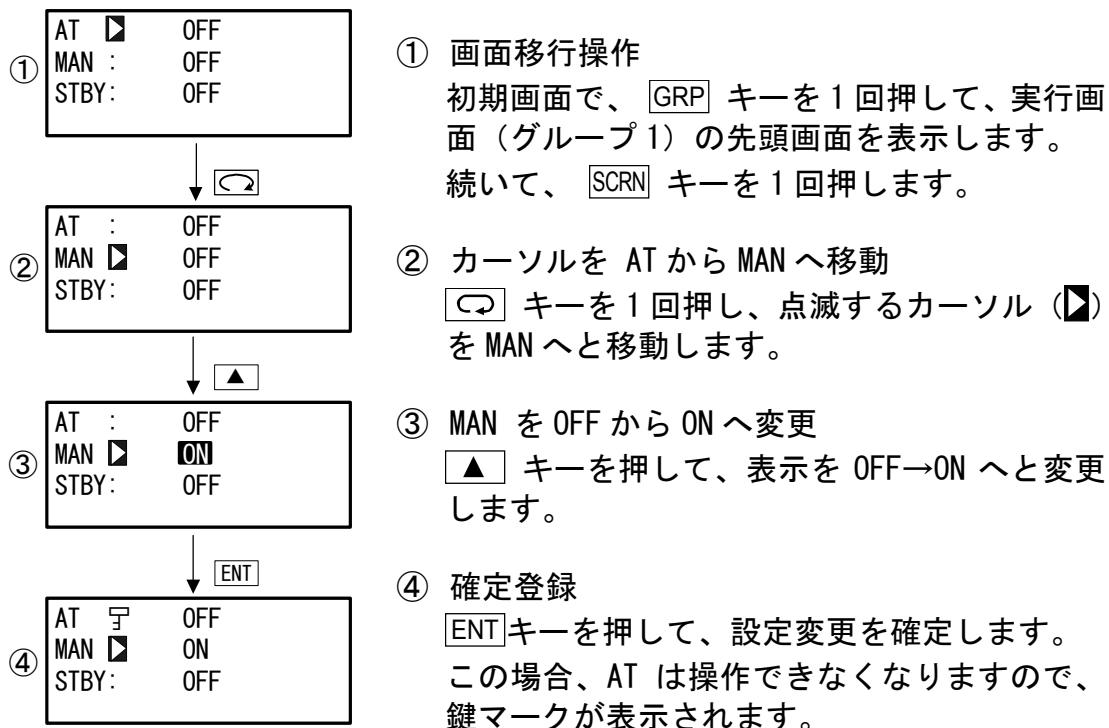 ①
AT ▶ OFF
MAN : OFF
STBY: OFF
② 
AT : OFF
MAN ▶ OFF
STBY: OFF
▲
③
AT : OFF
MAN ▶ ON
STBY: OFF
ENT
④
AT OFF
MAN ▶ ON
STBY: OFF
① 画面移行操作
初期画面で、 GRP キーを1回押して、実行画
面（グループ1）の先頭画面を表示します。
続いて、 SCRN キーを1回押します。
② カーソルを AT から MAN へ移動
キーを1回押し、点滅するカーソル（▶）
を MAN へと移動します。
③ MAN を OFF から ON へ変更
▲ キーを押して、表示を OFF→ON へと変更
します。
④ 確定登録
ENT キーを押して、設定変更を確定します。
この場合、AT は操作できなくなりますので、
鍵マークが表示されます。